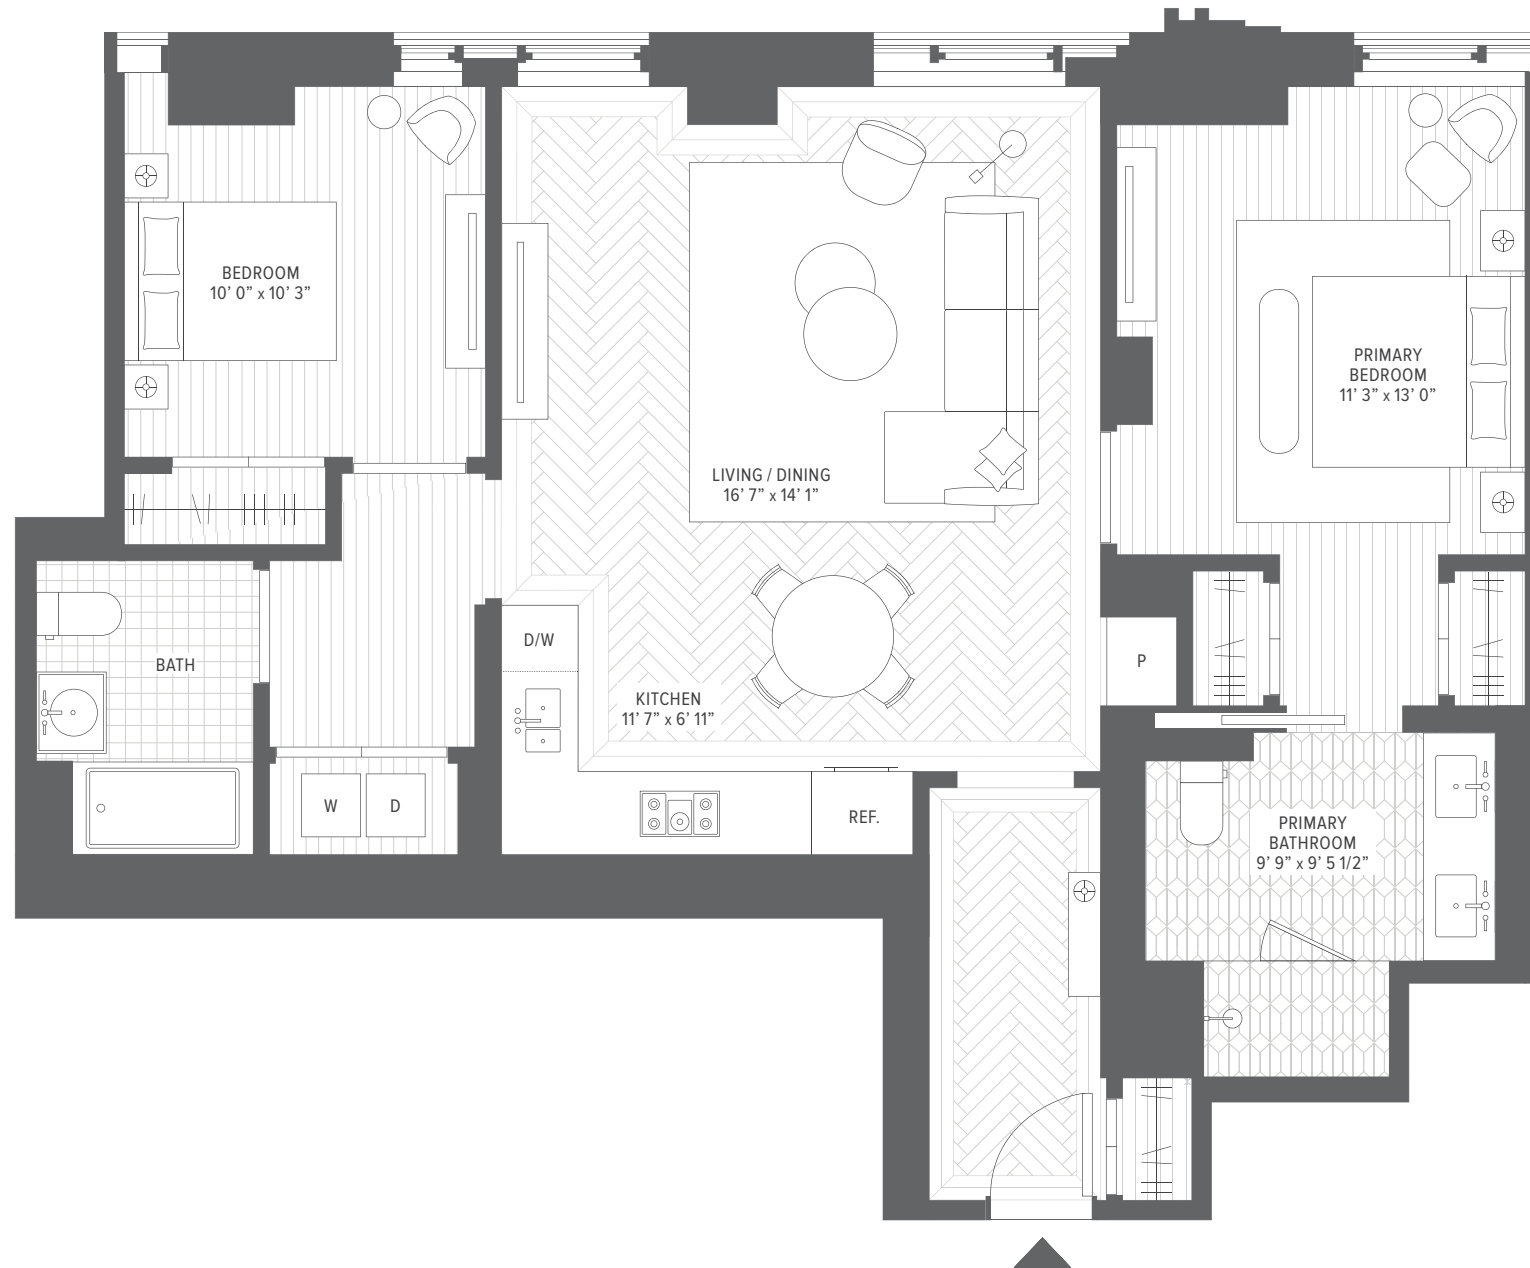 BEDROOM
10’ 0” x 10’ 3”
PRIMARY
BEDROOM
11’ 3” x 13’ 0”
LIVING / DINING
16’ 7” x 14’ 1”
D/W
BATH
P
KITCHEN
11’ 7” x 6’ 11”
W
D
REF.
PRIMARY
BATHROOM
9’ 9” x 9’ 5 1/2”